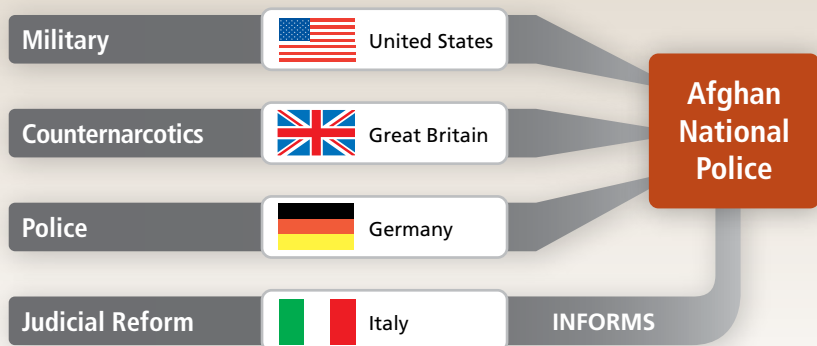 Military United States
Counternarcotics Great Britain
Police Germany
Judicial Reform Italy INFORMS
Afghan
National
Police